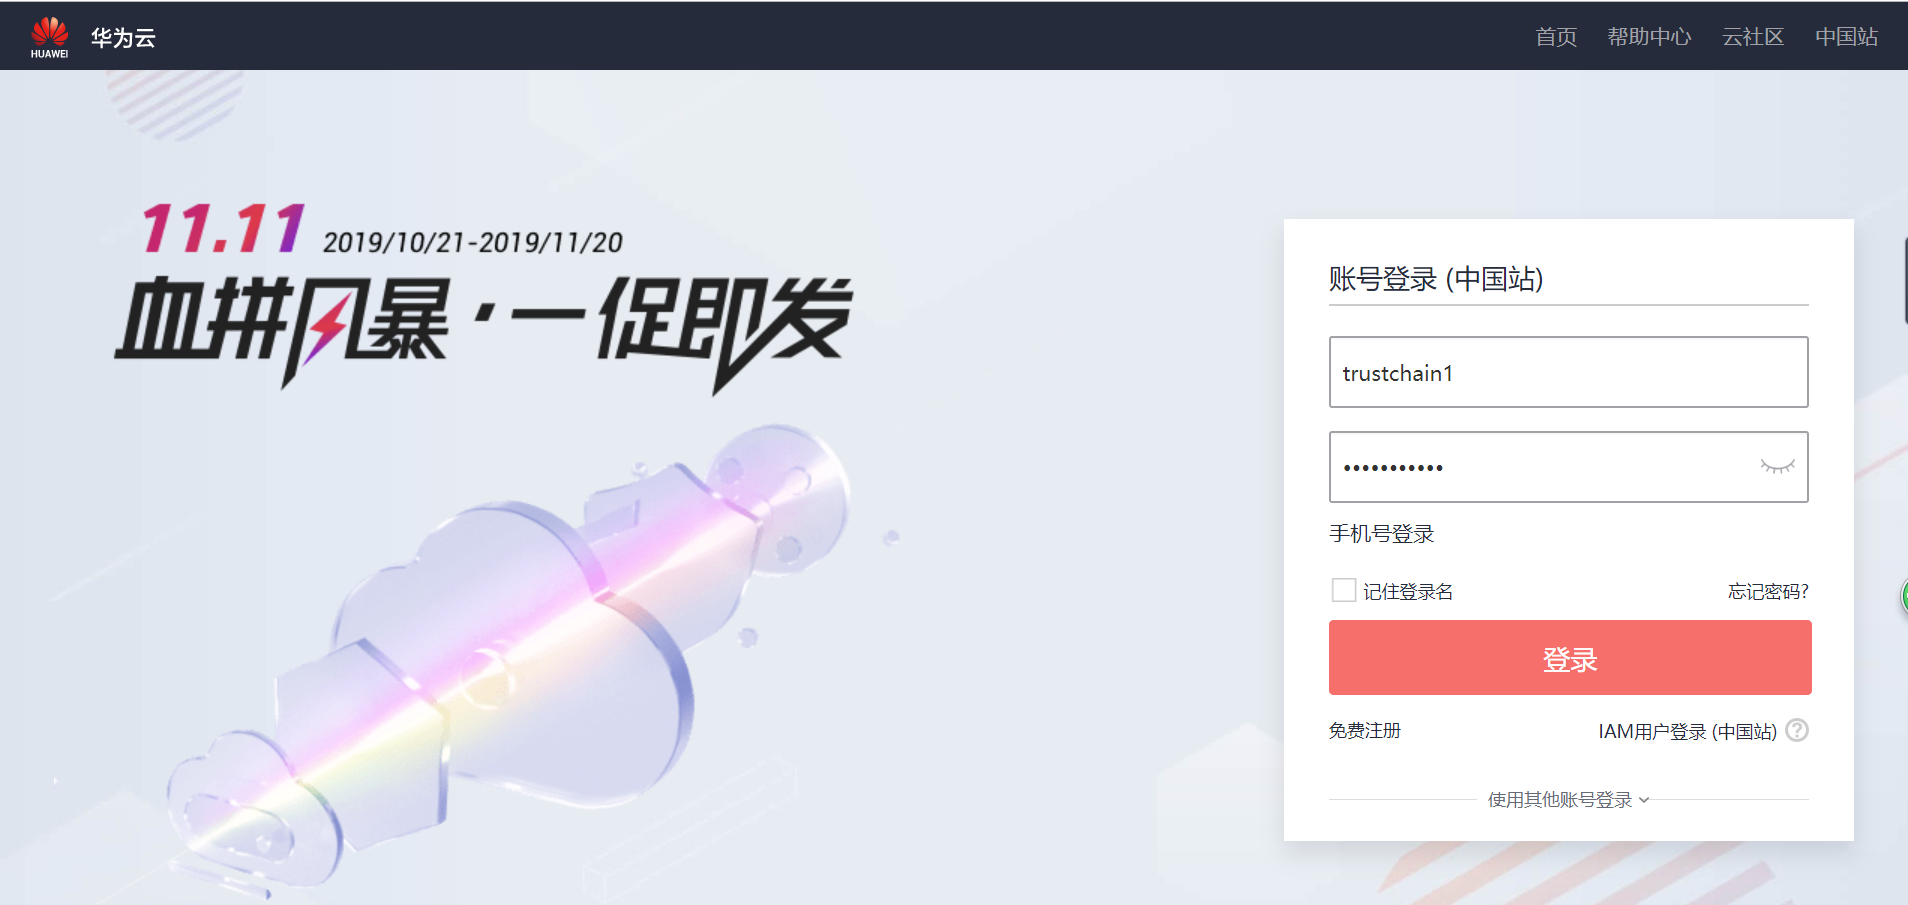 HUAWEI
华为云
首页 帮助中心 云社区 中国站
11.11 2019/10/21-2019/11/20
血拼风暴·一促即发
账号登录 (中国站)
trustchain1
•••••••••••
手机号登录
记住登录名 忘记密码?
登录
免费注册 IAM用户登录 (中国站) ?
使用其他账号登录